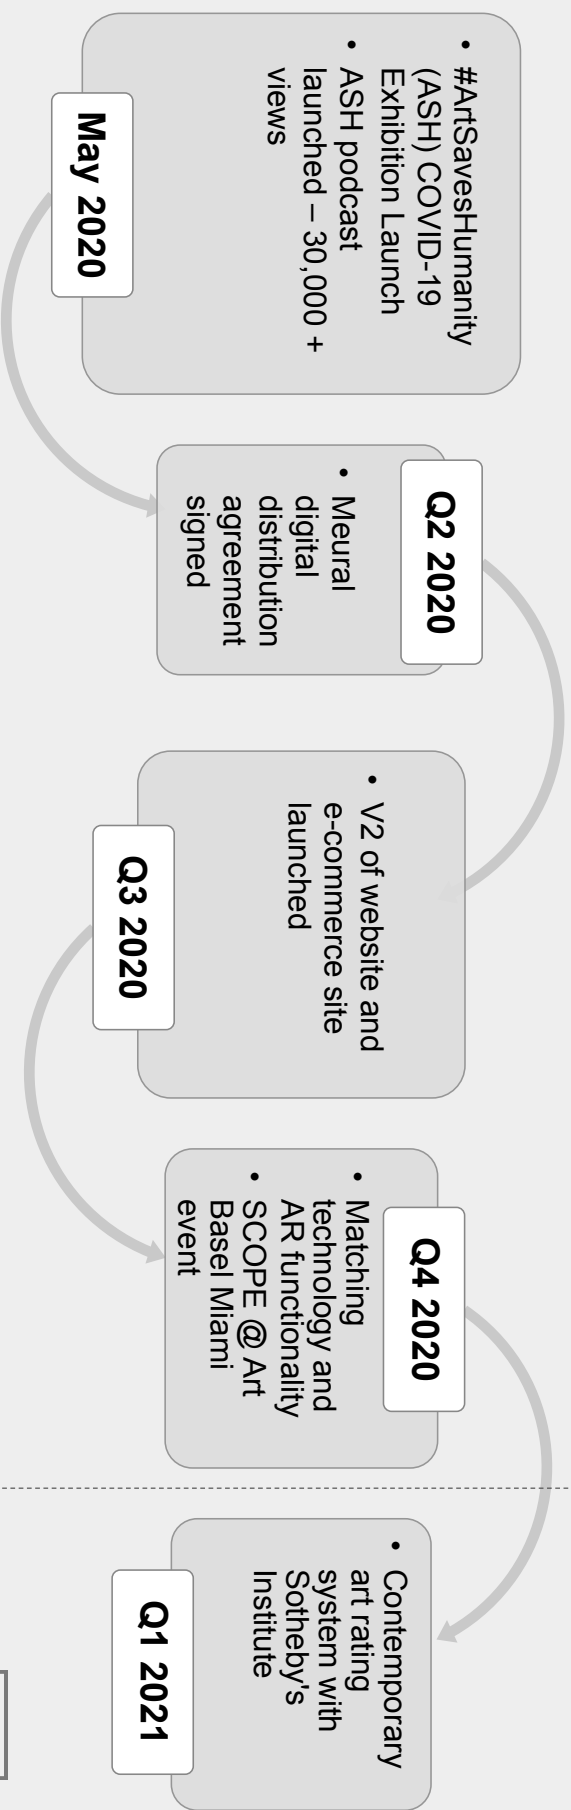 • #ArtSavesHumanity
(ASH) COVID-19
Exhibition Launch
• ASH podcast
launched – 30,000 +
views
May 2020
Q2 2020
• Meural
digital
distribution
agreement
signed
• V2 of website and
e-commerce site
launched
Q3 2020
Q4 2020
• Matching
technology and
AR functionality
• SCOPE @ Art
Basel Miami
event
• Contemporary
art rating
system with
Sotheby's
Institute
Q1 2021